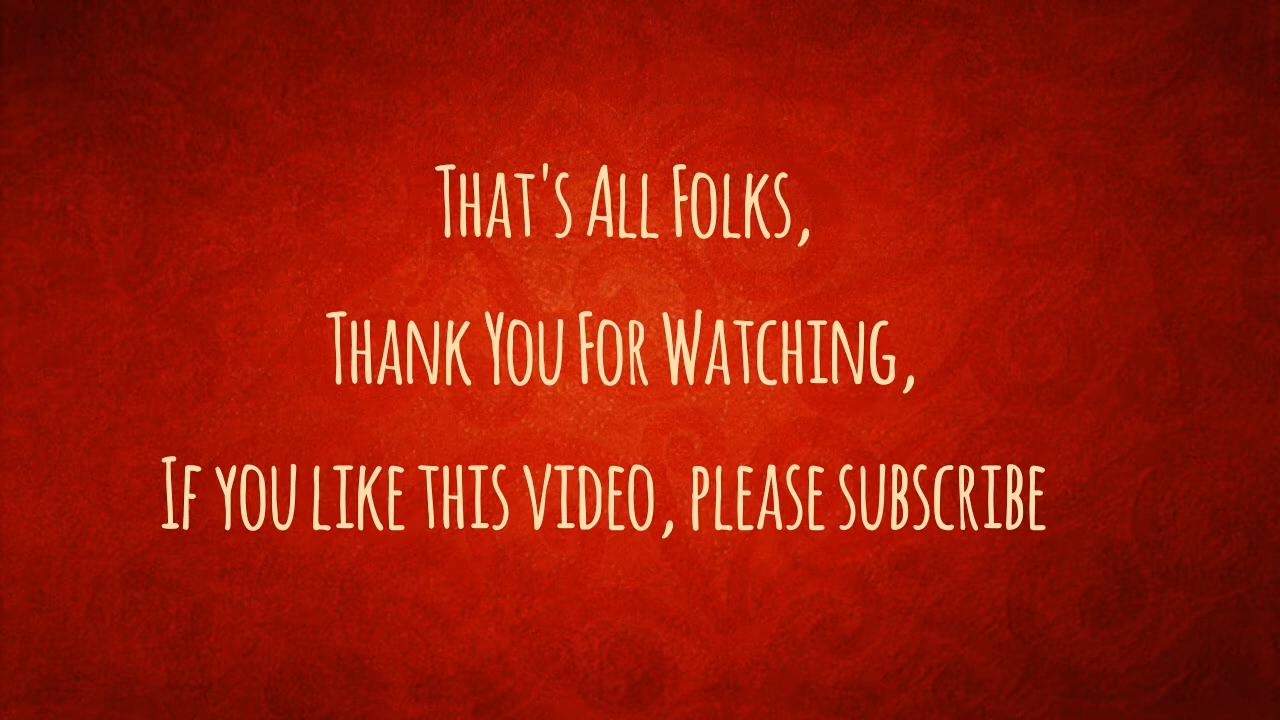 That's All Folks,
Thank You For Watching,
If you like this video, please subscribe